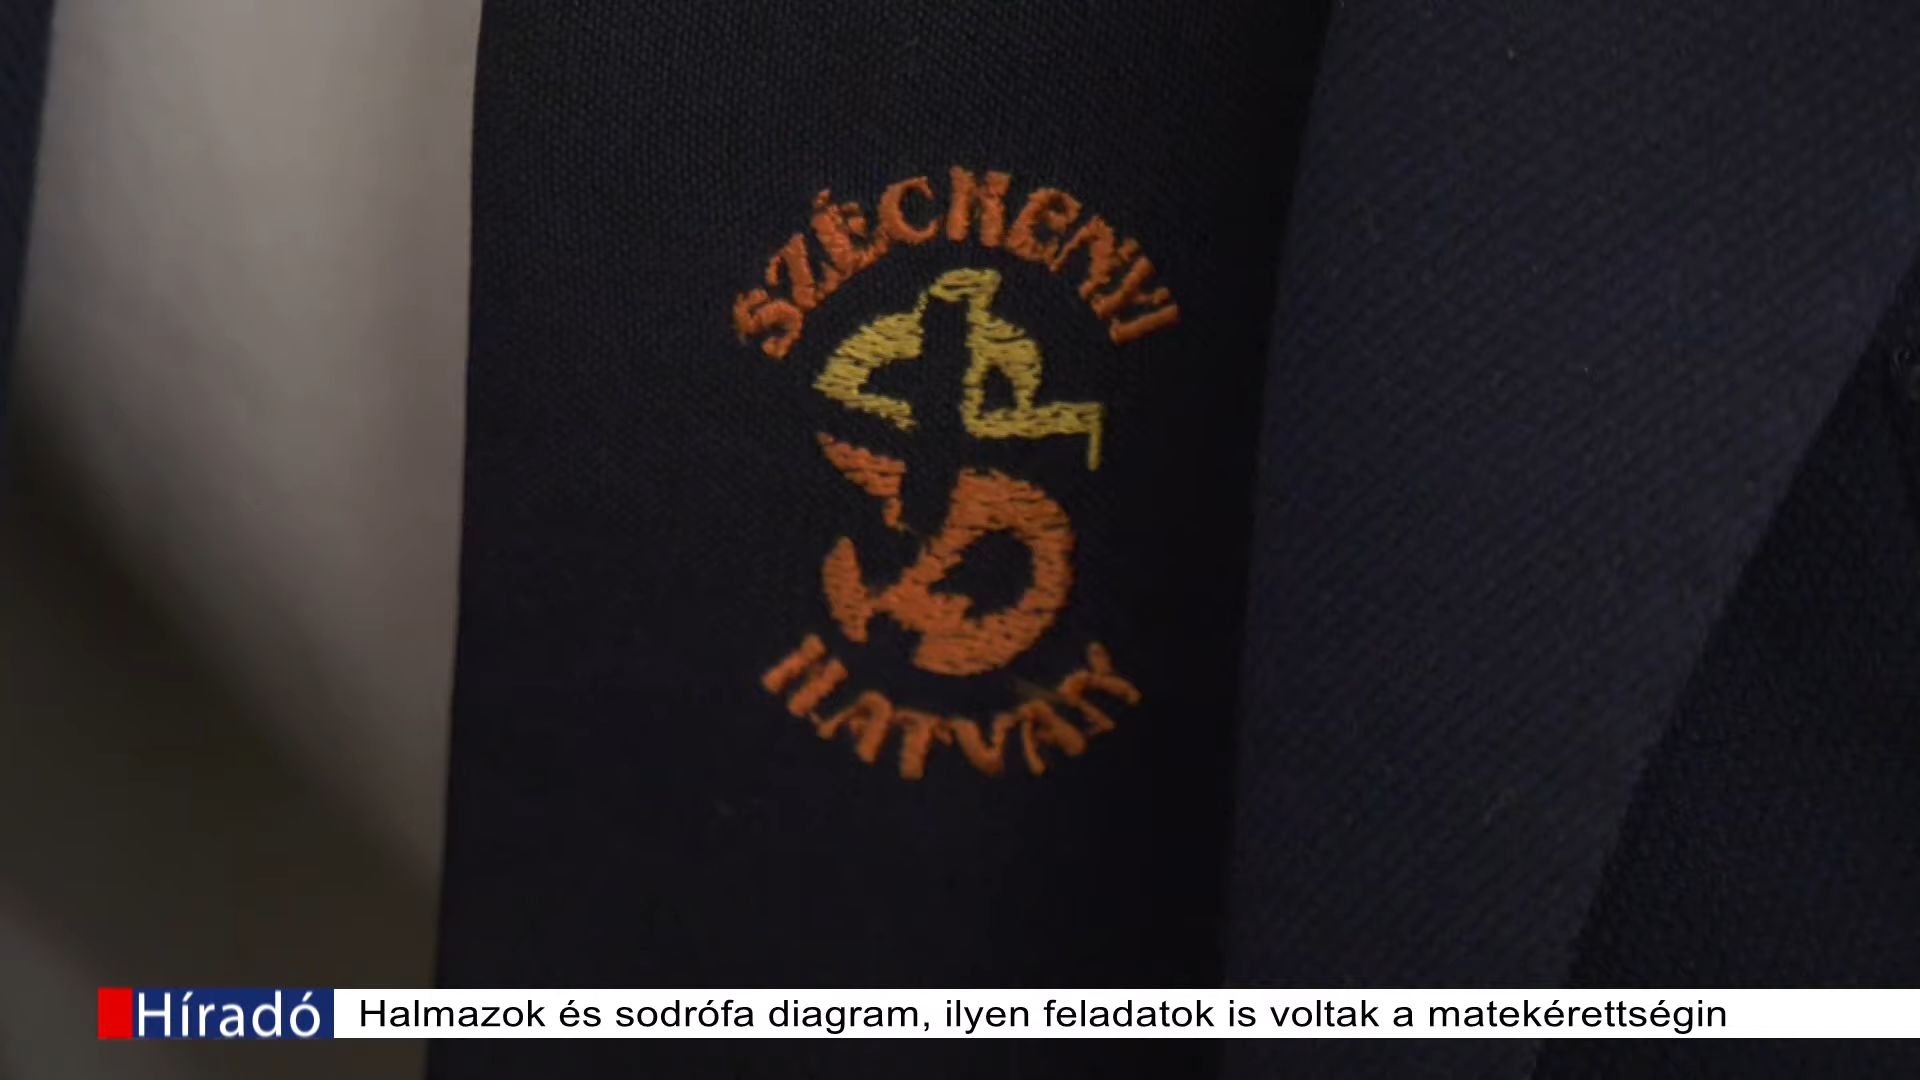 SZÉCHENYI
HATVAN
Híradó
Halmazok és sodrófa diagram, ilyen feladatok is voltak a matekérettségin